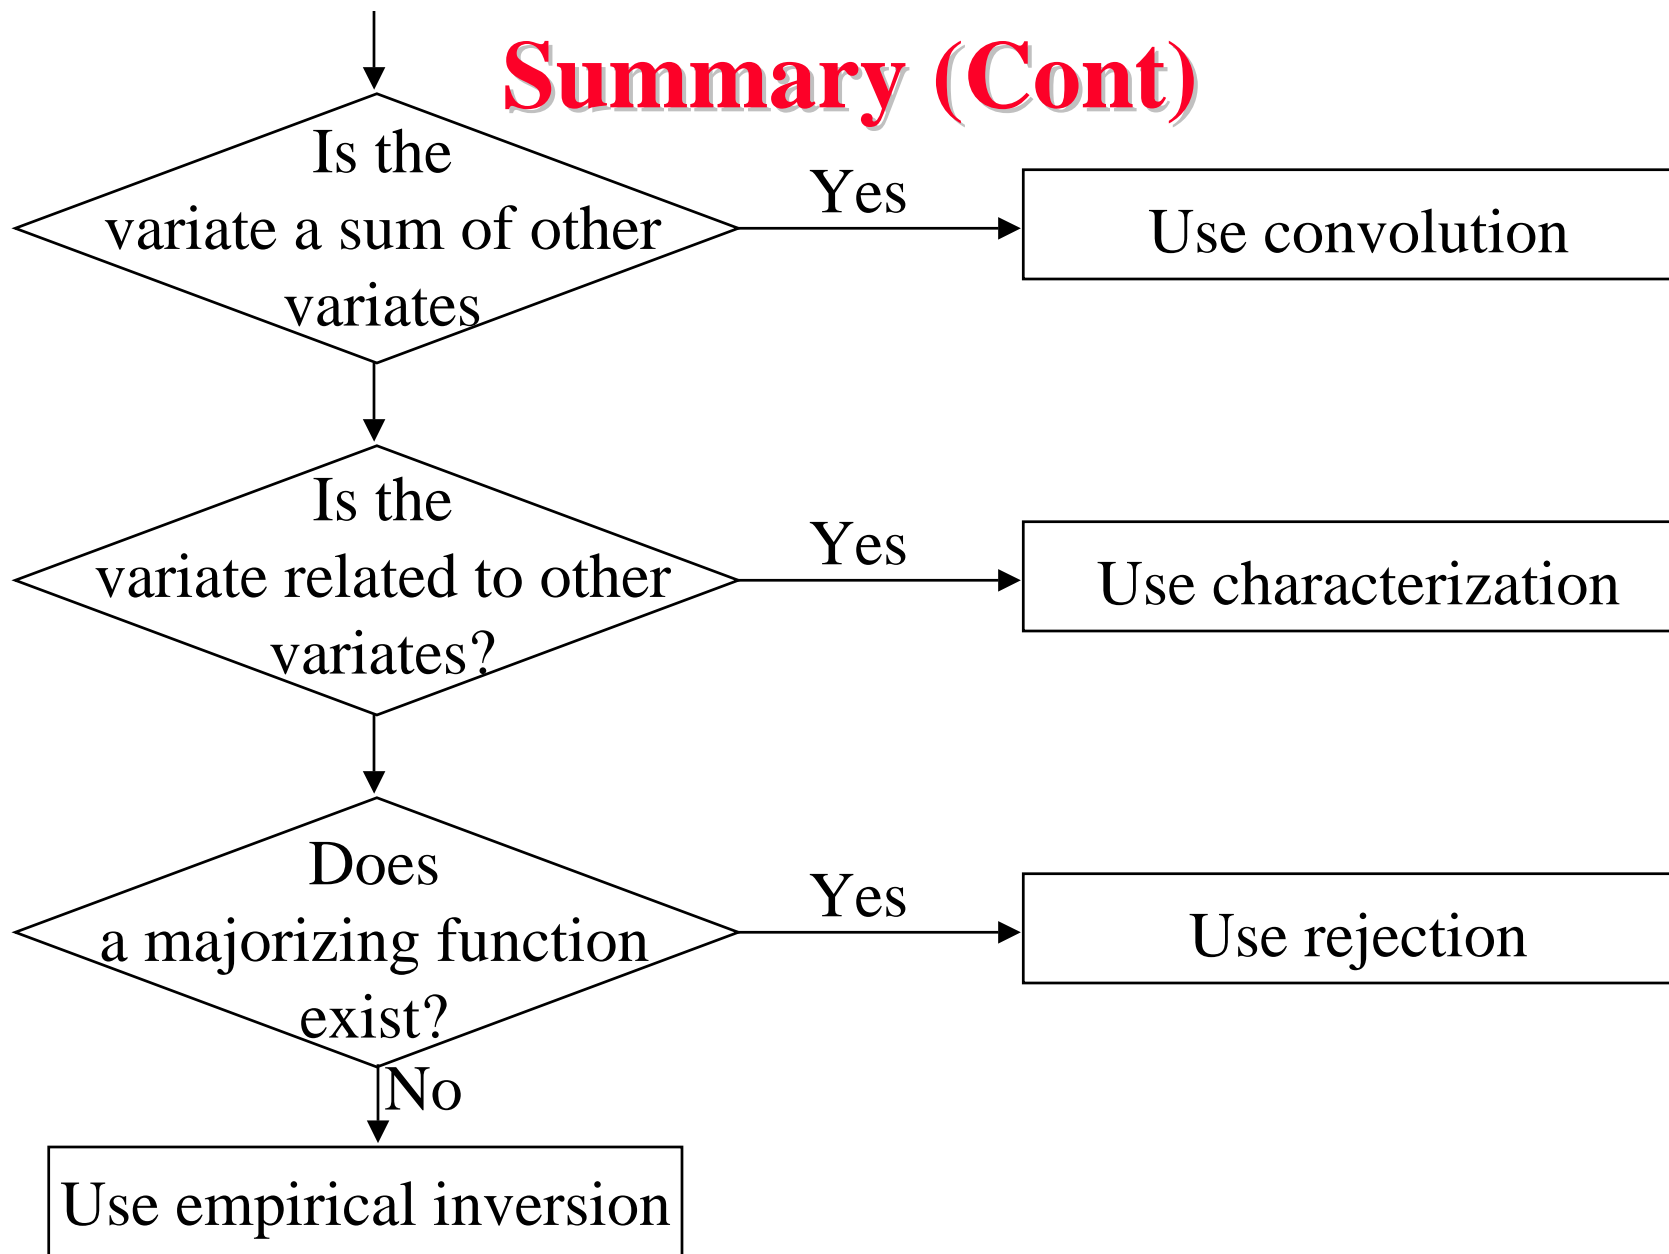 Summary (Cont)
Is the
variate a sum of other
variates
Yes
Use convolution
Is the
variate related to other
variates?
Yes
Use characterization
Does
a majorizing function
exist?
Yes
Use rejection
No
Use empirical inversion